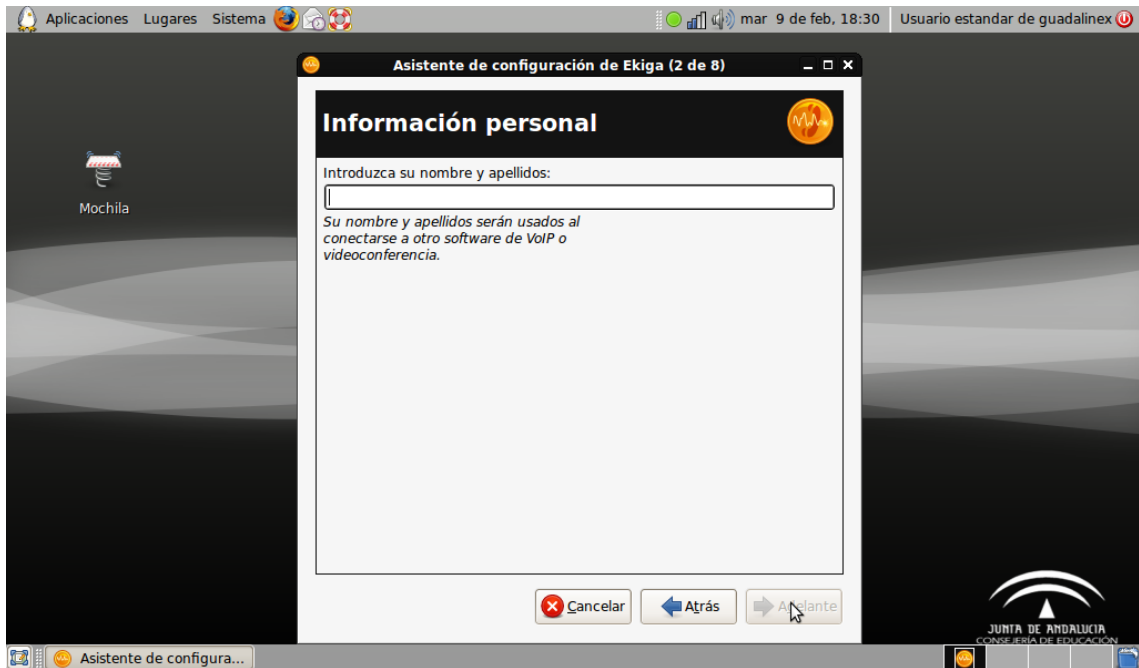 Aplicaciones Lugares Sistema mar 9 de feb, 18:30 Usuario estandar de guadalinex
Asistente de configuración de Ekiga (2 de 8)
Información personal
Introduzca su nombre y apellidos:
Su nombre y apellidos serán usados al
conectarse a otro software de VoIP o
videoconferencia.
Mochila
Cancelar Atrás Adelante
JUNTA DE ANDALUCIA
CONSEJERÍA DE EDUCACIÓN
Asistente de configura...